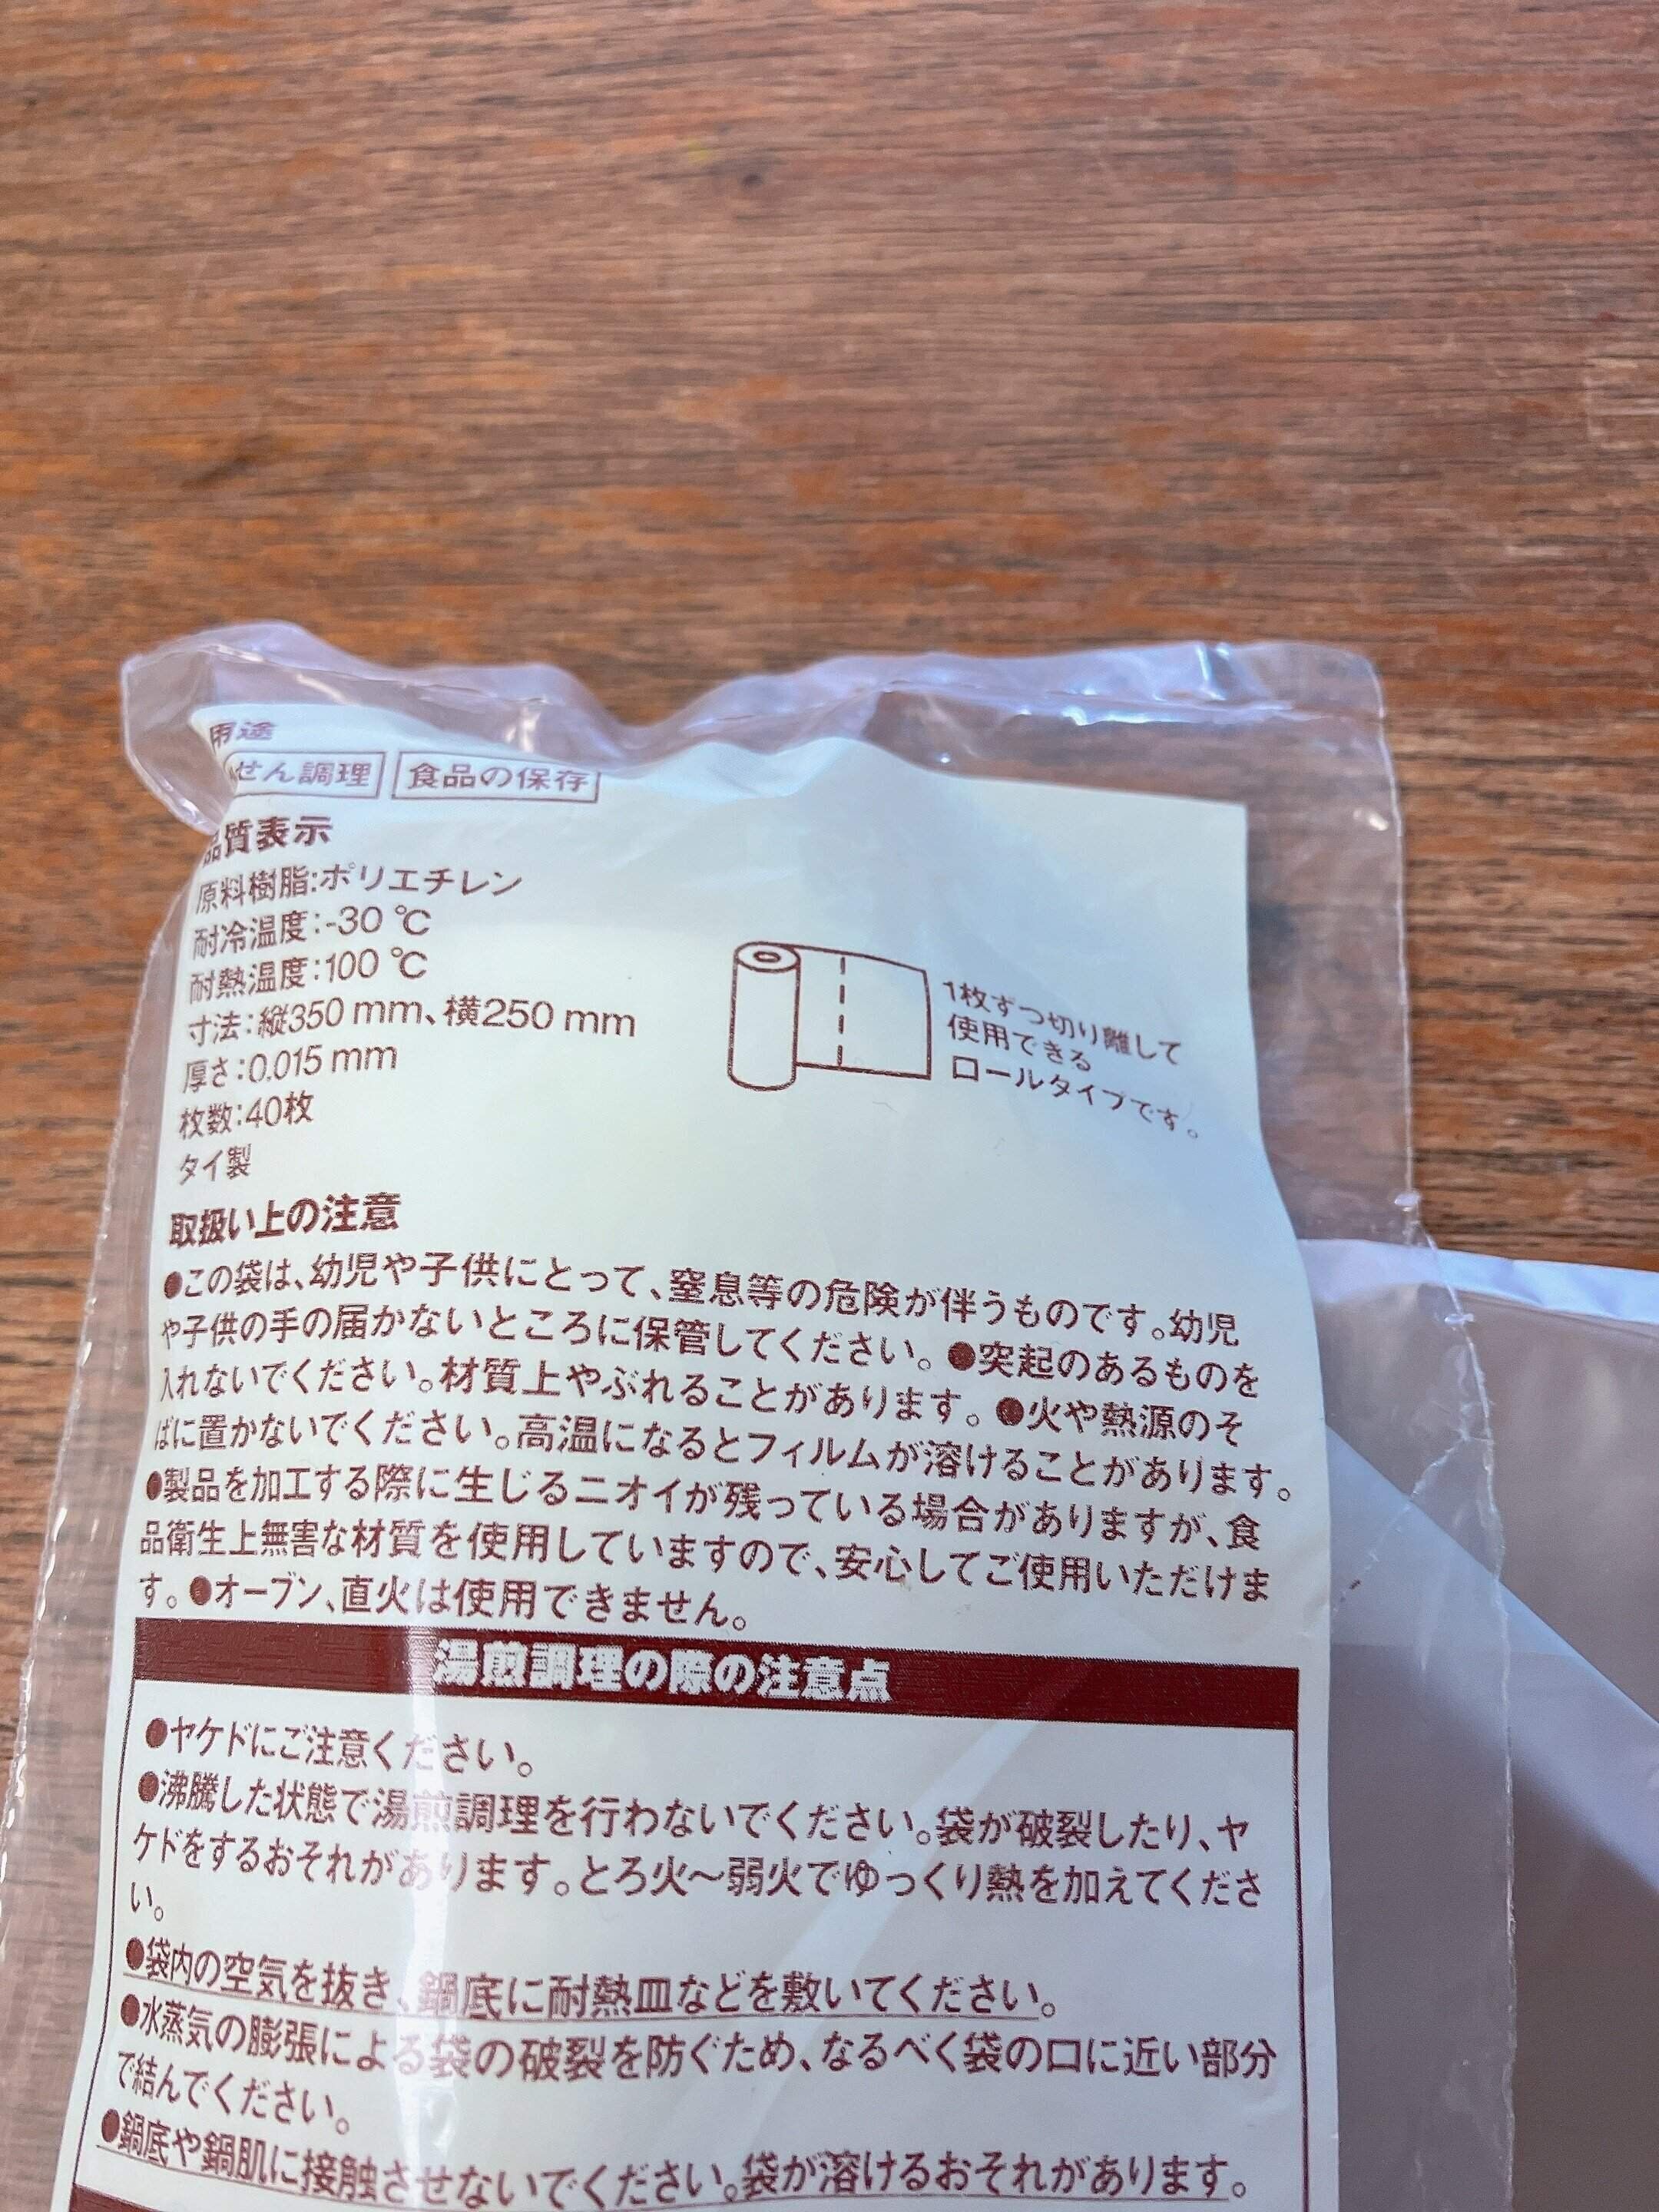 用途
せん調理 食品の保存
品質表示
原料樹脂:ポリエチレン
耐冷温度:-30 ℃
耐熱温度:100 ℃
寸法:縦350 mm、横250 mm
厚さ:0.015 mm
枚数:40枚
タイ製
1枚ずつ切り離して
使用できる
ロールタイプです。
取扱い上の注意
●この袋は、幼児や子供にとって、窒息等の危険が伴うものです。幼児
や子供の手の届かないところに保管してください。●突起のあるものを
入れないでください。材質上やぶれることがあります。●火や熱源のそ
ばに置かないでください。高温になるとフィルムが溶けることがあります。
●製品を加工する際に生じるニオイが残っている場合がありますが、食
品衛生上無害な材質を使用していますので、安心してご使用いただけま
す。●オーブン、直火は使用できません。
湯煎調理の際の注意点
●ヤケドにご注意ください。
●沸騰した状態で湯煎調理を行わないでください。袋が破裂したり、ヤ
ケドをするおそれがあります。とろ火～弱火でゆっくり熱を加えてくださ
い。
●袋内の空気を抜き、鍋底に耐熱皿などを敷いてください。
●水蒸気の膨張による袋の破裂を防ぐため、なるべく袋の口に近い部分
で結んでください。
●鍋底や鍋肌に接触させないでください。袋が溶けるおそれがあります。